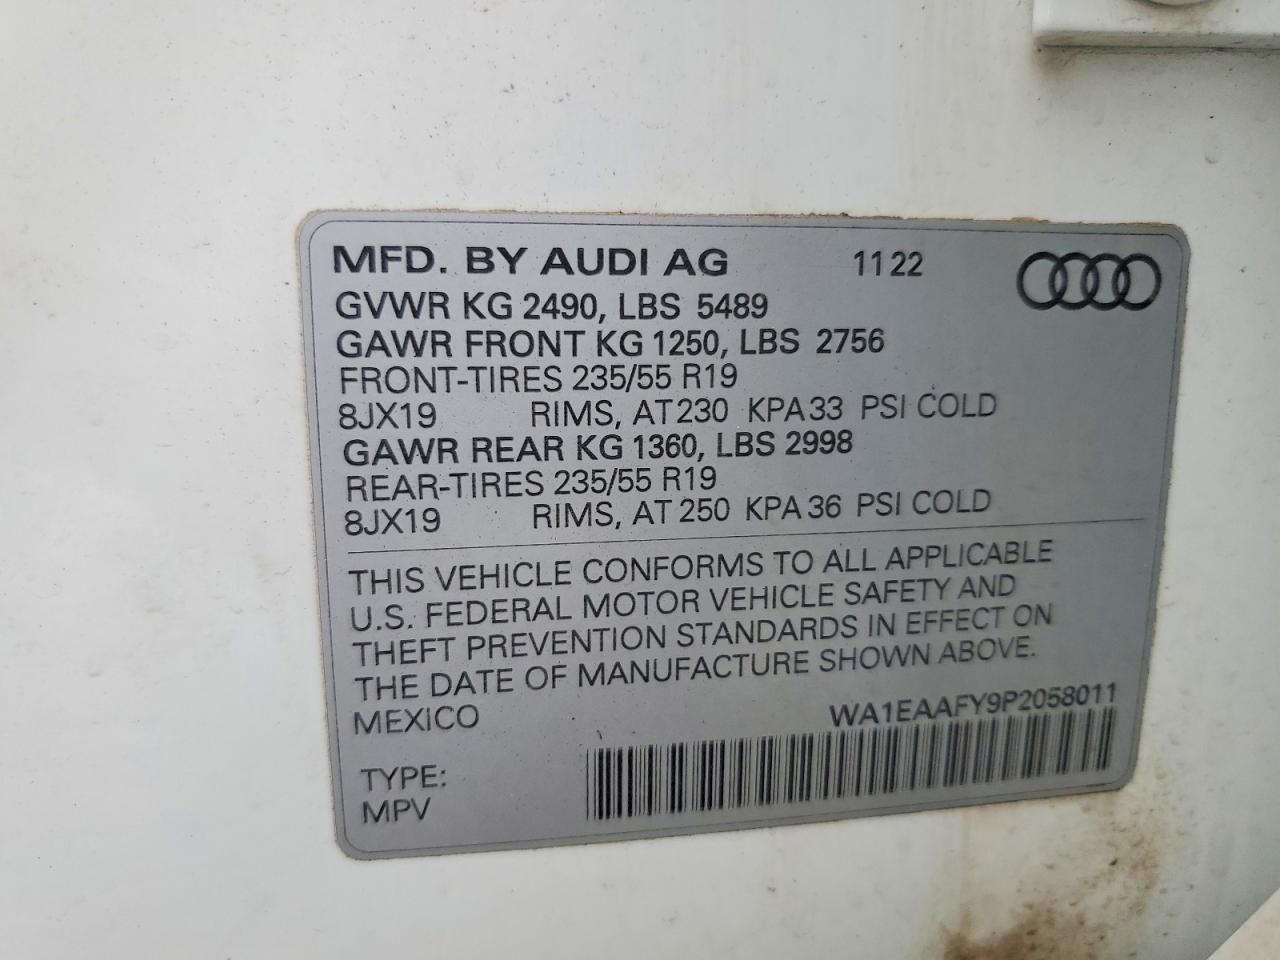 MFD. BY AUDI AG 11 22
GVWR KG 2490, LBS 5489
GAWR FRONT KG 1250, LBS 2756
FRONT-TIRES 235/55 R19
8JX19 RIMS, AT 230 KPA 33 PSI COLD
GAWR REAR KG 1360, LBS 2998
REAR-TIRES 235/55 R19
8JX19 RIMS, AT 250 KPA 36 PSI COLD
THIS VEHICLE CONFORMS TO ALL APPLICABLE
U.S. FEDERAL MOTOR VEHICLE SAFETY AND
THEFT PREVENTION STANDARDS IN EFFECT ON
THE DATE OF MANUFACTURE SHOWN ABOVE.
MEXICO WA1EAAFY9P2058011
TYPE:
MPV